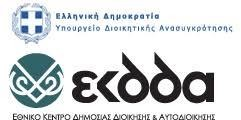 Ελληνική Δημοκρατία
Υπουργείο Διοικητικής Ανασυγκρότησης
εκδδα
ΕΘΝΙΚΟ ΚΕΝΤΡΟ ΔΗΜΟΣΙΑΣ ΔΙΟΙΚΗΣΗΣ & ΑΥΤΟΔΙΟΙΚΗΣΗΣ